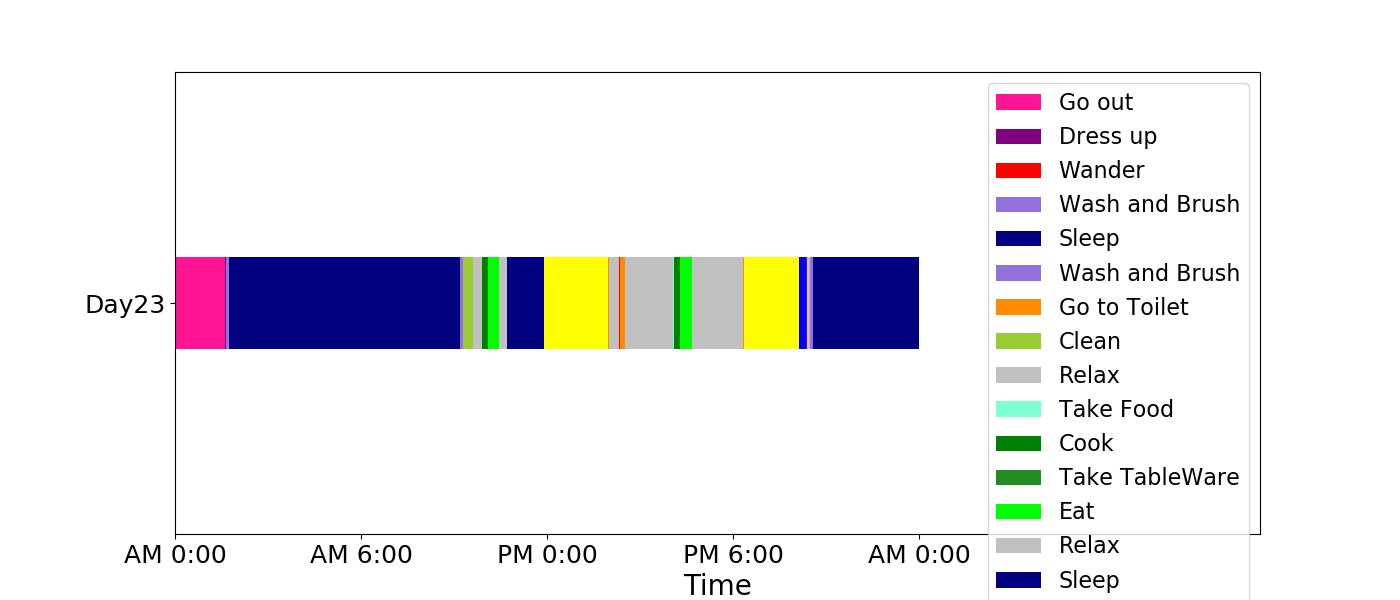 Go out
Dress up
Wander
Wash and Brush
Sleep
Wash and Brush
Go to Toilet
Clean
Relax
Take Food
Cook
Take TableWare
Eat
Relax
Sleep
Day23
AM 0:00 AM 6:00 PM 0:00 PM 6:00 AM 0:00
Time